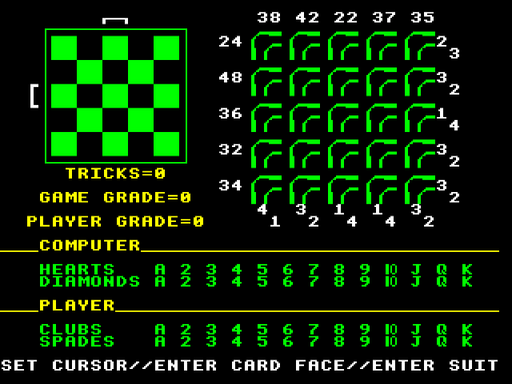 38 42 22 37 35
24 2
3
48 3
2
36 1
4
32 3
2
34 3
2
4 3 1 1 3
1 2 4 4 2
TRICKS=0
GAME GRADE=0
PLAYER GRADE=0
COMPUTER
HEARTS A 2 3 4 5 6 7 8 9 10 J Q K
DIAMONDS A 2 3 4 5 6 7 8 9 10 J Q K
PLAYER
CLUBS A 2 3 4 5 6 7 8 9 10 J Q K
SPADES A 2 3 4 5 6 7 8 9 10 J Q K
SET CURSOR//ENTER CARD FACE//ENTER SUIT